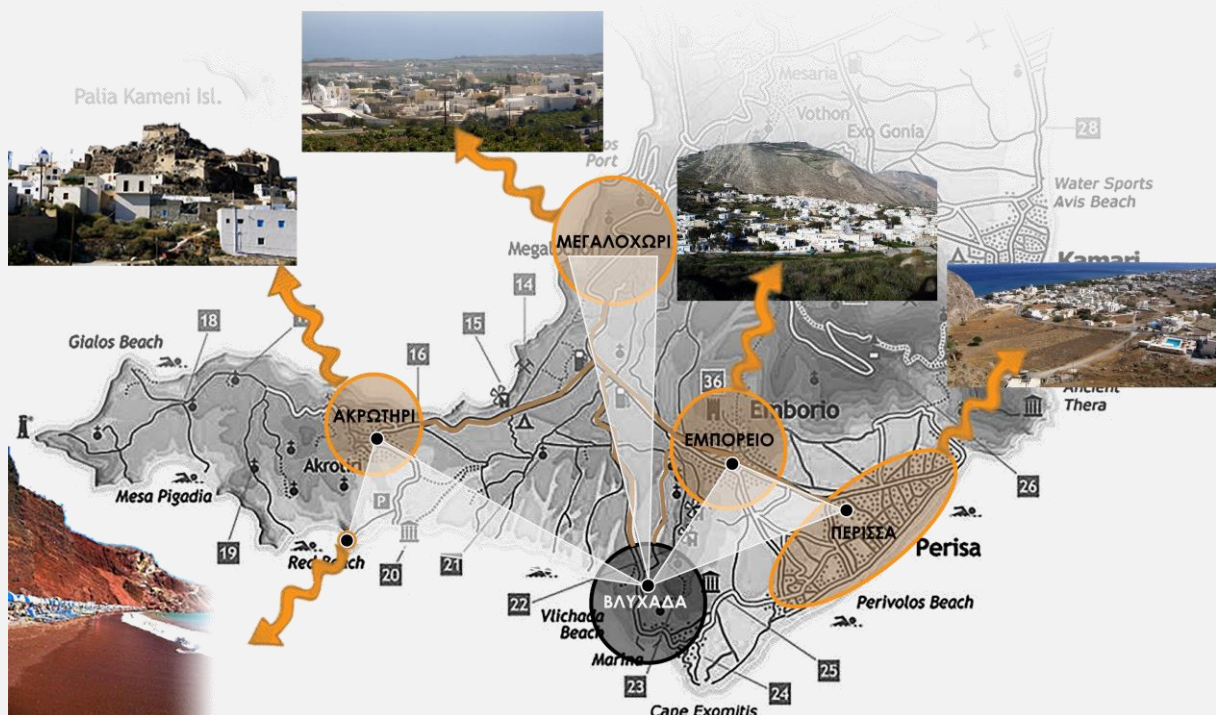 Palia Kameni Isl.
Port
Mesaria
Vothon
Exo Gonia
28
Water Sports
Avis Beach
Kamari
ΜΕΓΑΛΟΧΩΡΙ
14
15
18
16
Gialos Beach
36
Ancient
Thera
ΑΚΡΩΤΗΡΙ
Emborio
ΕΜΠΟΡΕΙΟ
Akrotiri
Mesa Pigadia
P
26
ΠΕΡΙΣΣΑ
Perisa
19
Red Beach
20
21
22
ΒΛΥΧΑΔΑ
Vlichada
Beach
Perivolos Beach
Marina
23
24
25
Cape Exomitis